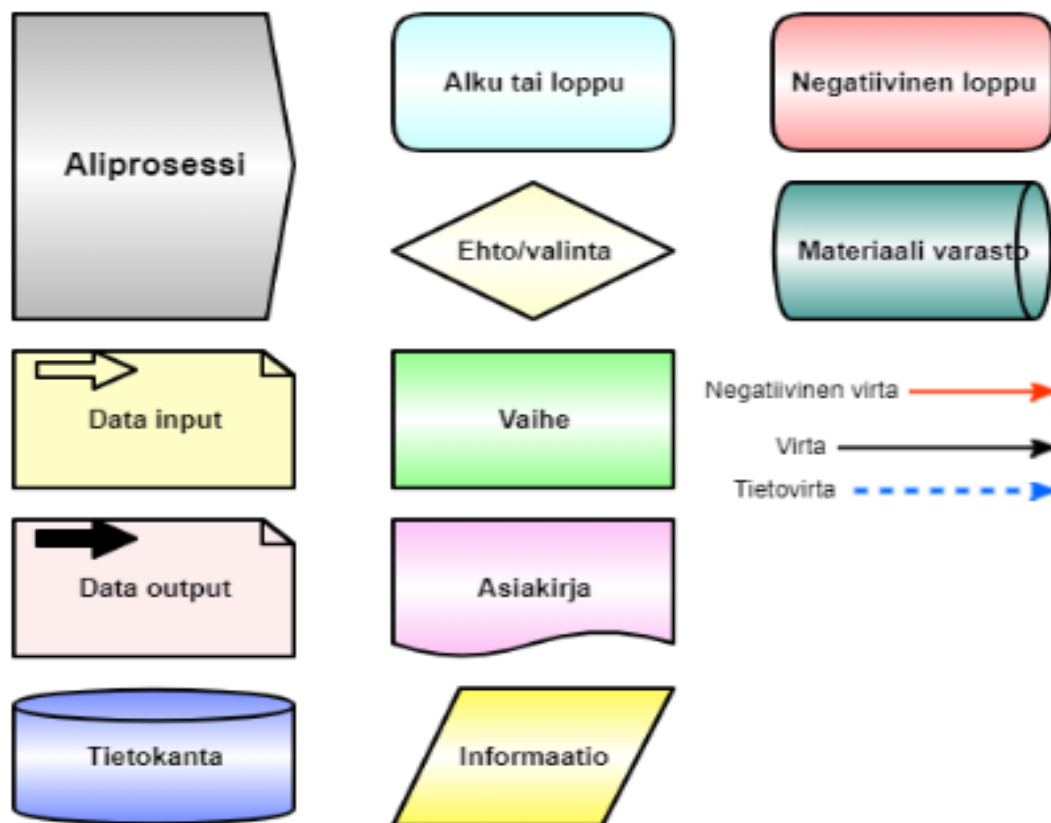 Aliprosessi
Alku tai loppu
Negatiivinen loppu
Ehto/valinta
Materiaali varasto
Data input
Vaihe
Negatiivinen virta
Virta
Tietovirta
Data output
Asiakirja
Tietokanta
Informaatio